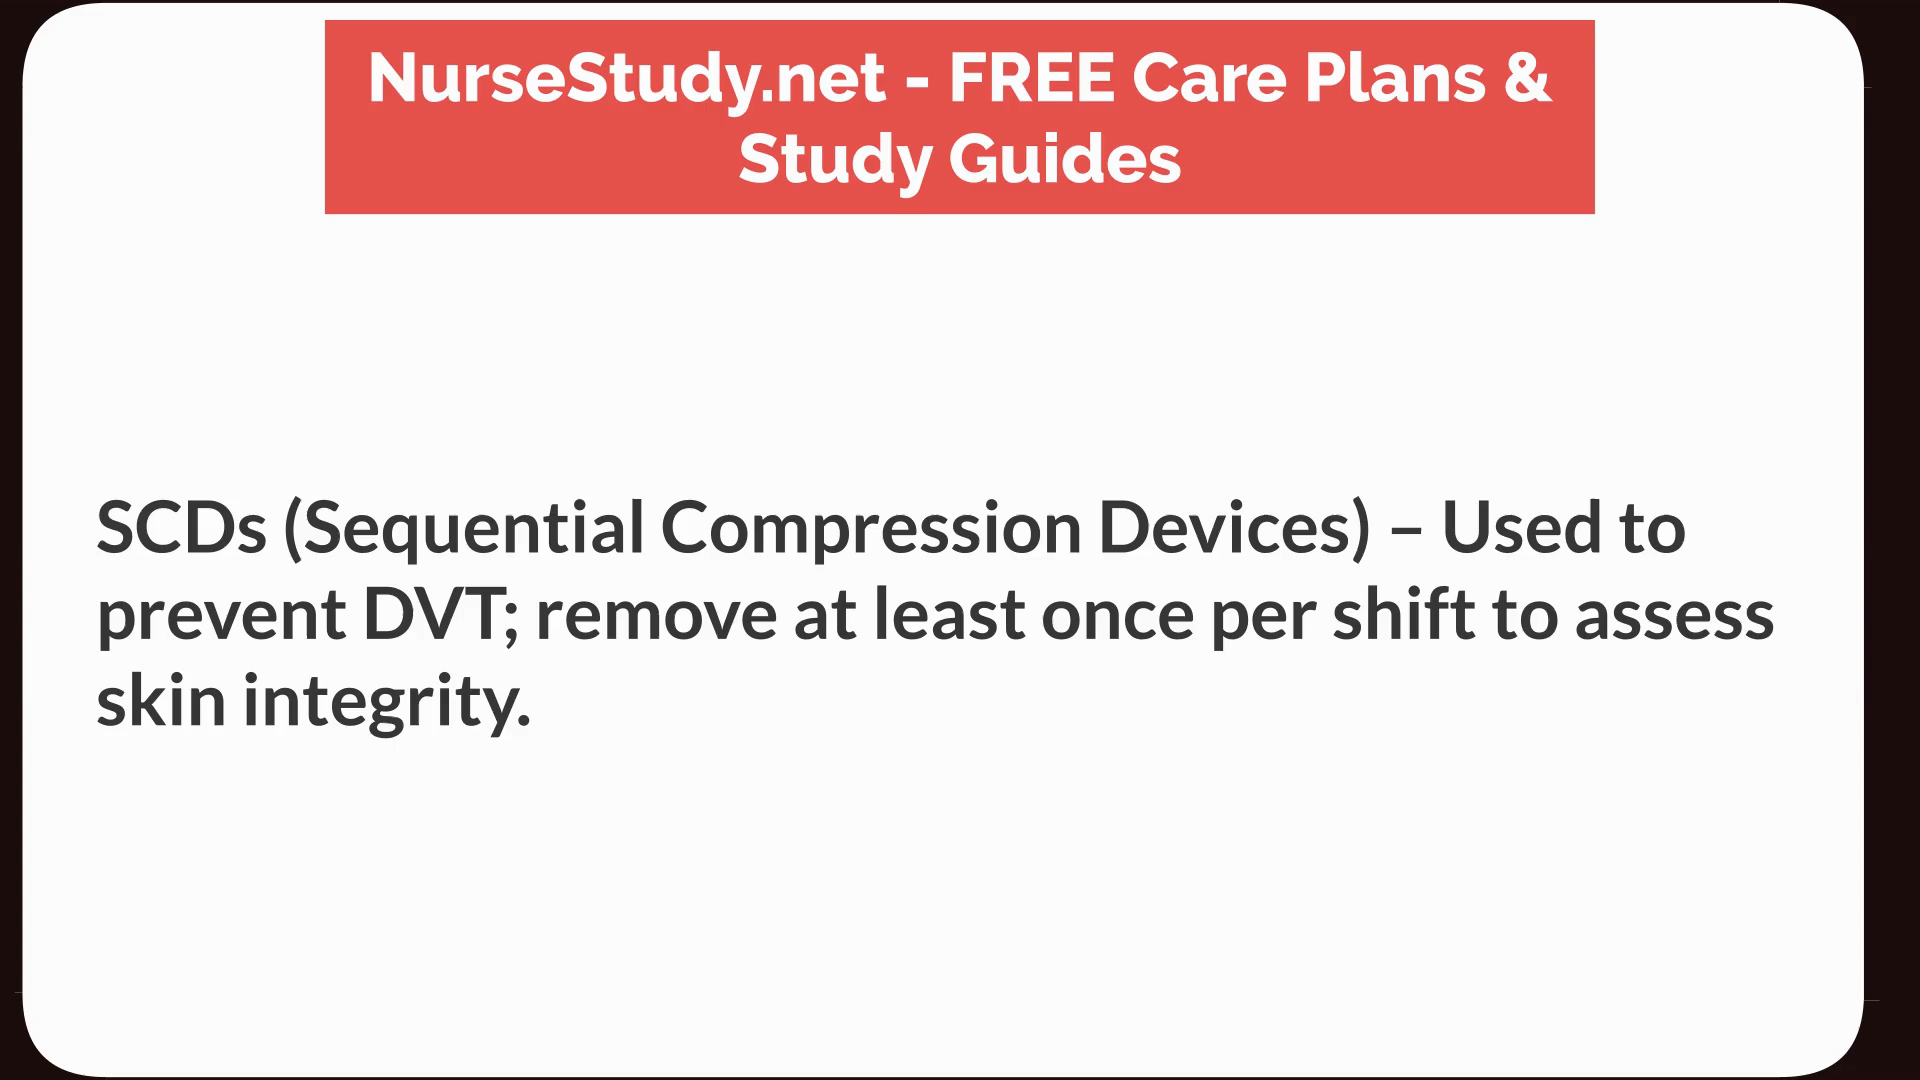 NurseStudy.net - FREE Care Plans &
Study Guides
SCDs (Sequential Compression Devices) – Used to
prevent DVT; remove at least once per shift to assess
skin integrity.